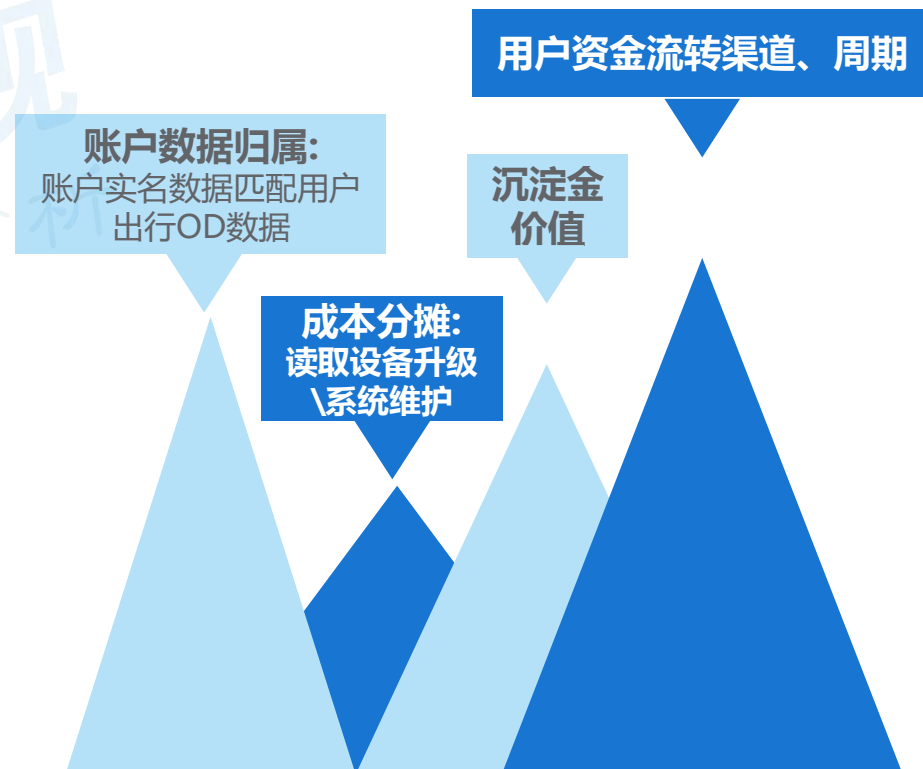 用户资金流转渠道、周期
账户数据归属:
账户实名数据匹配用户
出行OD数据
沉淀金
价值
成本分摊:
读取设备升级
\系统维护